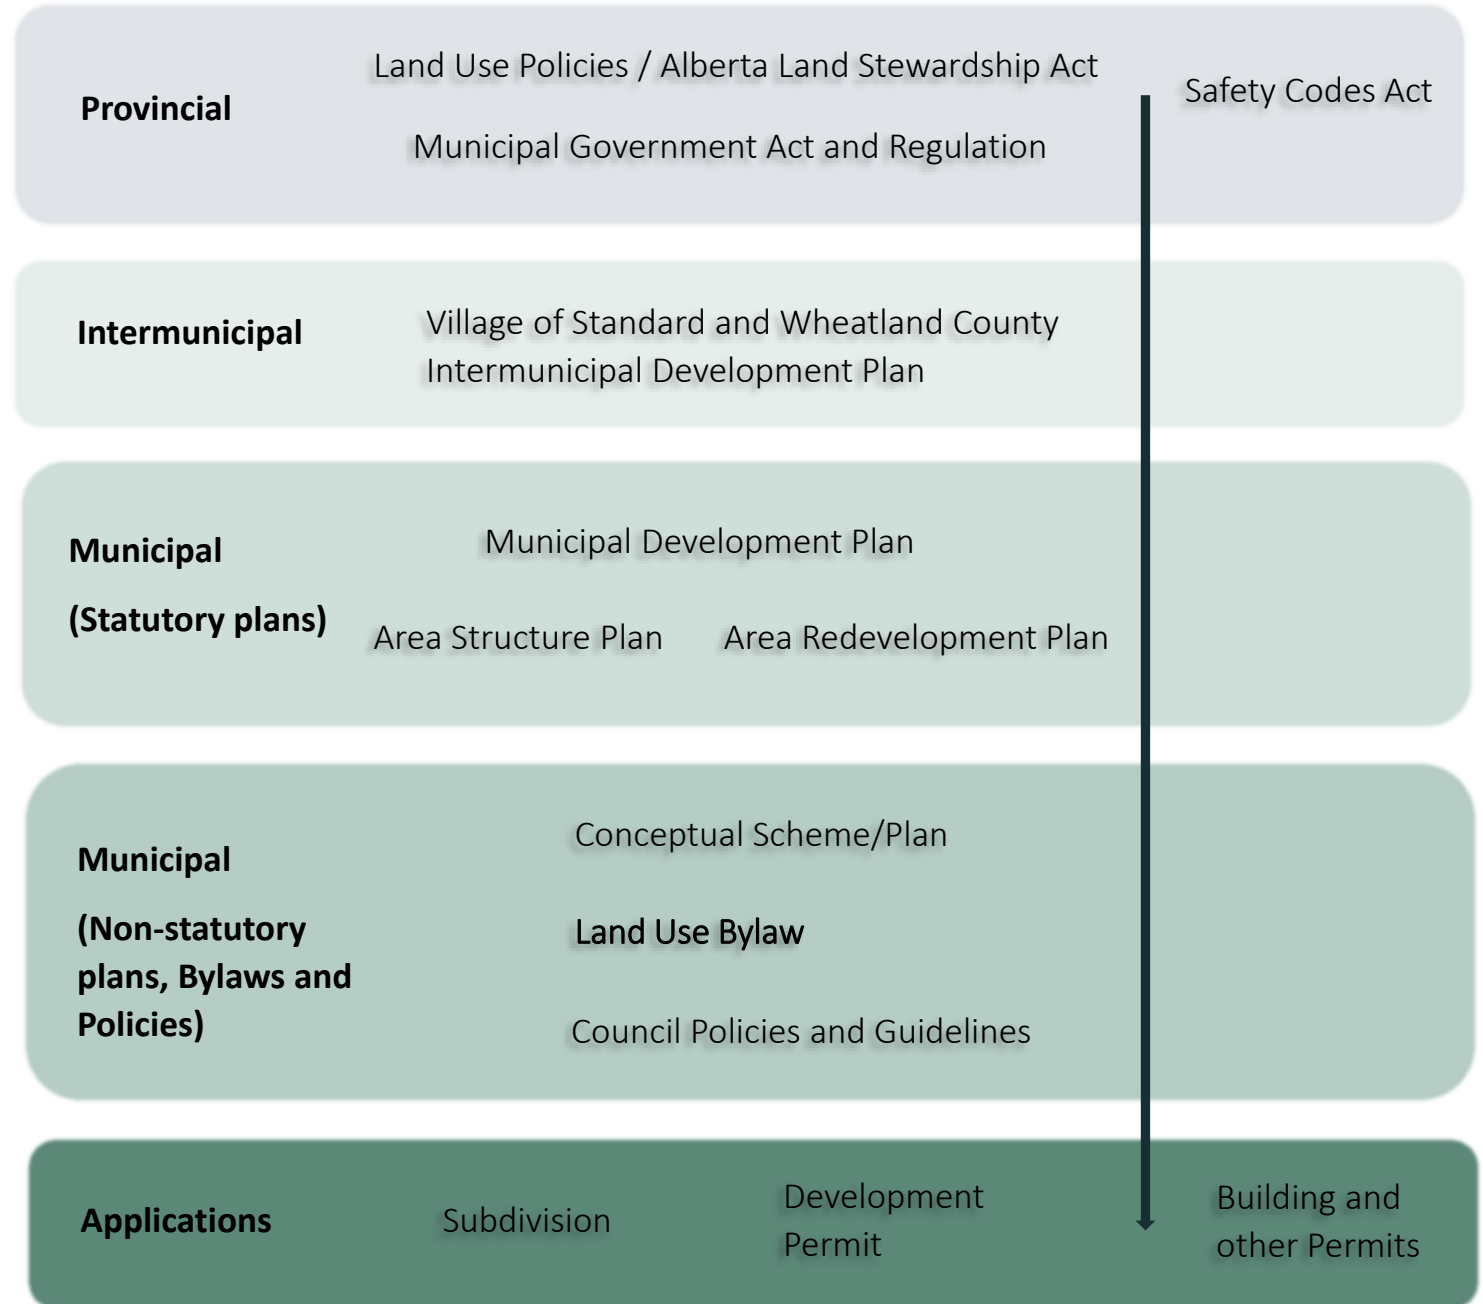 Provincial
Land Use Policies / Alberta Land Stewardship Act
Municipal Government Act and Regulation
Safety Codes Act
Intermunicipal
Village of Standard and Wheatland County
Intermunicipal Development Plan
Municipal
(Statutory plans)
Municipal Development Plan
Area Structure Plan
Area Redevelopment Plan
Municipal
(Non-statutory
plans, Bylaws and
Policies)
Conceptual Scheme/Plan
Land Use Bylaw
Council Policies and Guidelines
Applications
Subdivision
Development
Permit
Building and
other Permits